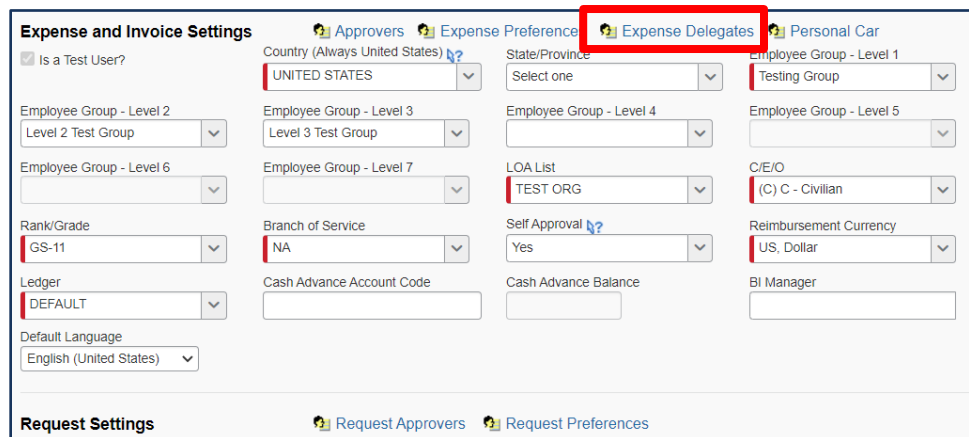 Expense and Invoice Settings Approvers Expense Preferences Expense Delegates Personal Car
Is a Test User? Country (Always United States) ? State/Province Employee Group - Level 1
UNITED STATES Select one Testing Group
Employee Group - Level 2 Employee Group - Level 3 Employee Group - Level 4 Employee Group - Level 5
Level 2 Test Group Level 3 Test Group
Employee Group - Level 6 Employee Group - Level 7 LOA List C/E/O
TEST ORG (C) C - Civilian
Rank/Grade Branch of Service Self Approval ? Reimbursement Currency
GS-11 NA Yes US, Dollar
Ledger Cash Advance Account Code Cash Advance Balance BI Manager
DEFAULT
Default Language
English (United States)
Request Settings Request Approvers Request Preferences